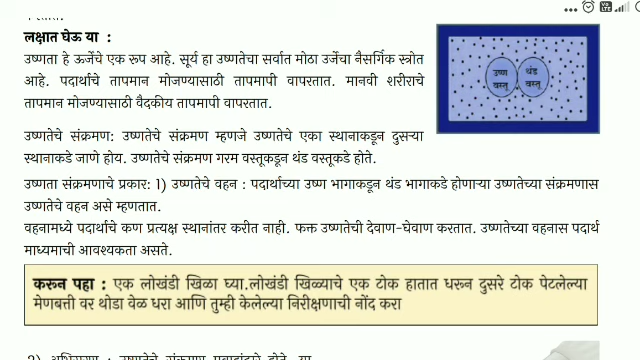 लक्षात घेऊ या :
उष्णता हे ऊर्जेचे एक रूप आहे. सूर्य हा उष्णतेचा सर्वात मोठा उर्जेचा नैसर्गिक स्त्रोत
आहे. पदार्थाचे तापमान मोजण्यासाठी तापमापी वापरतात. मानवी शरीराचे
तापमान मोजण्यासाठी वैदकीय तापमापी वापरतात.
उष्ण वस्तू
थंड वस्तू
उष्णतेचे संक्रमण: उष्णतेचे संक्रमण म्हणजे उष्णतेचे एका स्थानाकडून दुसऱ्या
स्थानाकडे जाणे होय. उष्णतेचे संक्रमण गरम वस्तूकडून थंड वस्तूकडे होते.
उष्णता संक्रमणाचे प्रकार: 1) उष्णतेचे वहन : पदार्थाच्या उष्ण भागाकडून थंड भागाकडे होणाऱ्या उष्णतेच्या संक्रमणास
उष्णतेचे वहन असे म्हणतात.
वहनामध्ये पदार्थाचे कण प्रत्यक्ष स्थानांतर करीत नाही. फक्त उष्णतेची देवाण-घेवाण करतात. उष्णतेच्या वहनास पदार्थ
माध्यमाची आवश्यकता असते.
करून पहा : एक लोखंडी खिळा घ्या.लोखंडी खिळ्याचे एक टोक हातात धरून दुसरे टोक पेटलेल्या
मेणबत्ती वर थोडा वेळ धरा आणि तुम्ही केलेल्या निरीक्षणाची नोंद करा